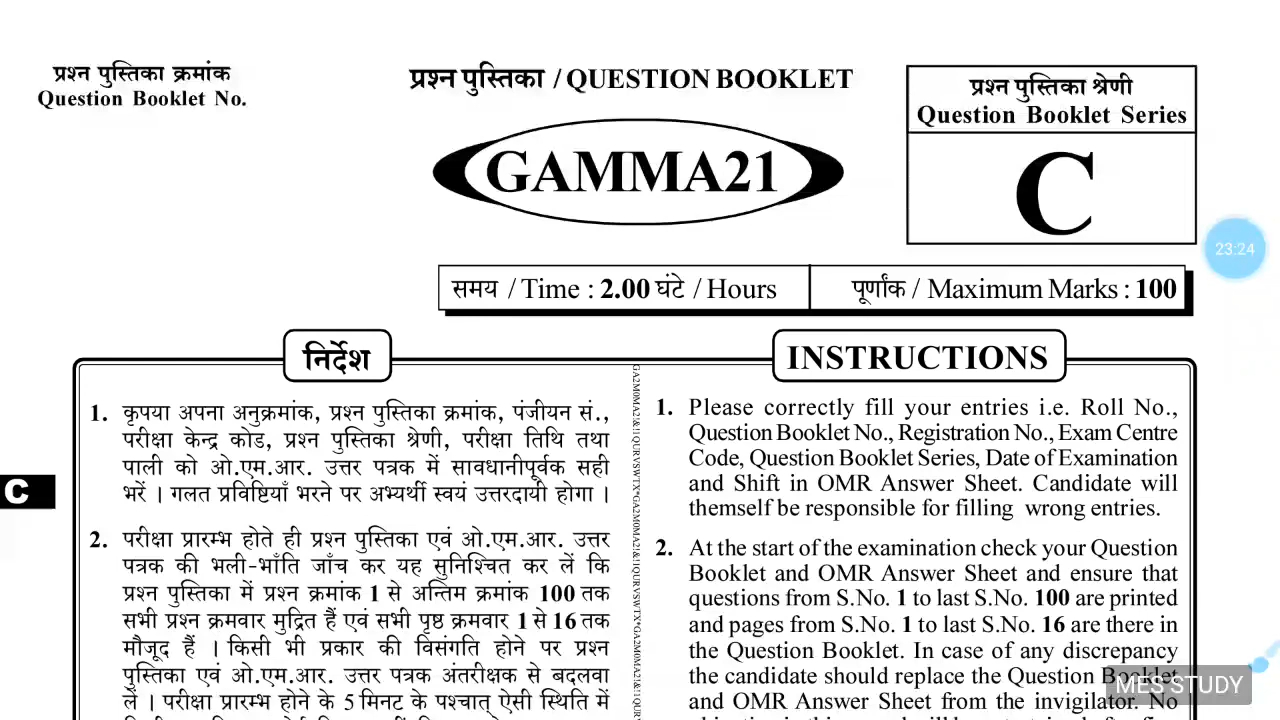 प्रश्न पुस्तिका क्रमांक
Question Booklet No.
प्रश्न पुस्तिका / QUESTION BOOKLET
GAMMA21
प्रश्न पुस्तिका श्रेणी
Question Booklet Series
C
23:24
समय / Time : 2.00 घंटे / Hours
पूर्णांक / Maximum Marks : 100
निर्देश
1. कृपया अपना अनुक्रमांक, प्रश्न पुस्तिका क्रमांक, पंजीयन सं.,
परीक्षा केन्द्र कोड, प्रश्न पुस्तिका श्रेणी, परीक्षा तिथि तथा
पाली को ओ.एम.आर. उत्तर पत्रक में सावधानीपूर्वक सही
भरें । गलत प्रविष्टियाँ भरने पर अभ्यर्थी स्वयं उत्तरदायी होगा ।
2. परीक्षा प्रारम्भ होते ही प्रश्न पुस्तिका एवं ओ.एम.आर. उत्तर
पत्रक की भली-भाँति जाँच कर यह सुनिश्चित कर लें कि
प्रश्न पुस्तिका में प्रश्न क्रमांक 1 से अन्तिम क्रमांक 100 तक
सभी प्रश्न क्रमवार मुद्रित हैं एवं सभी पृष्ठ क्रमवार 1 से 16 तक
मौजूद हैं । किसी भी प्रकार की विसंगति होने पर प्रश्न
पुस्तिका एवं ओ.एम.आर. उत्तर पत्रक अंतरीक्षक से बदलवा
लें । परीक्षा प्रारम्भ होने के 5 मिनट के पश्चात् ऐसी स्थिति में
INSTRUCTIONS
1. Please correctly fill your entries i.e. Roll No.,
Question Booklet No., Registration No., Exam Centre
Code, Question Booklet Series, Date of Examination
and Shift in OMR Answer Sheet. Candidate will
themself be responsible for filling wrong entries.
2. At the start of the examination check your Question
Booklet and OMR Answer Sheet and ensure that
questions from S.No. 1 to last S.No. 100 are printed
and pages from S.No. 1 to last S.No. 16 are there in
the Question Booklet. In case of any discrepancy
the candidate should replace the Question Booklet
and OMR Answer Sheet from the invigilator. No
C
MES STUDY